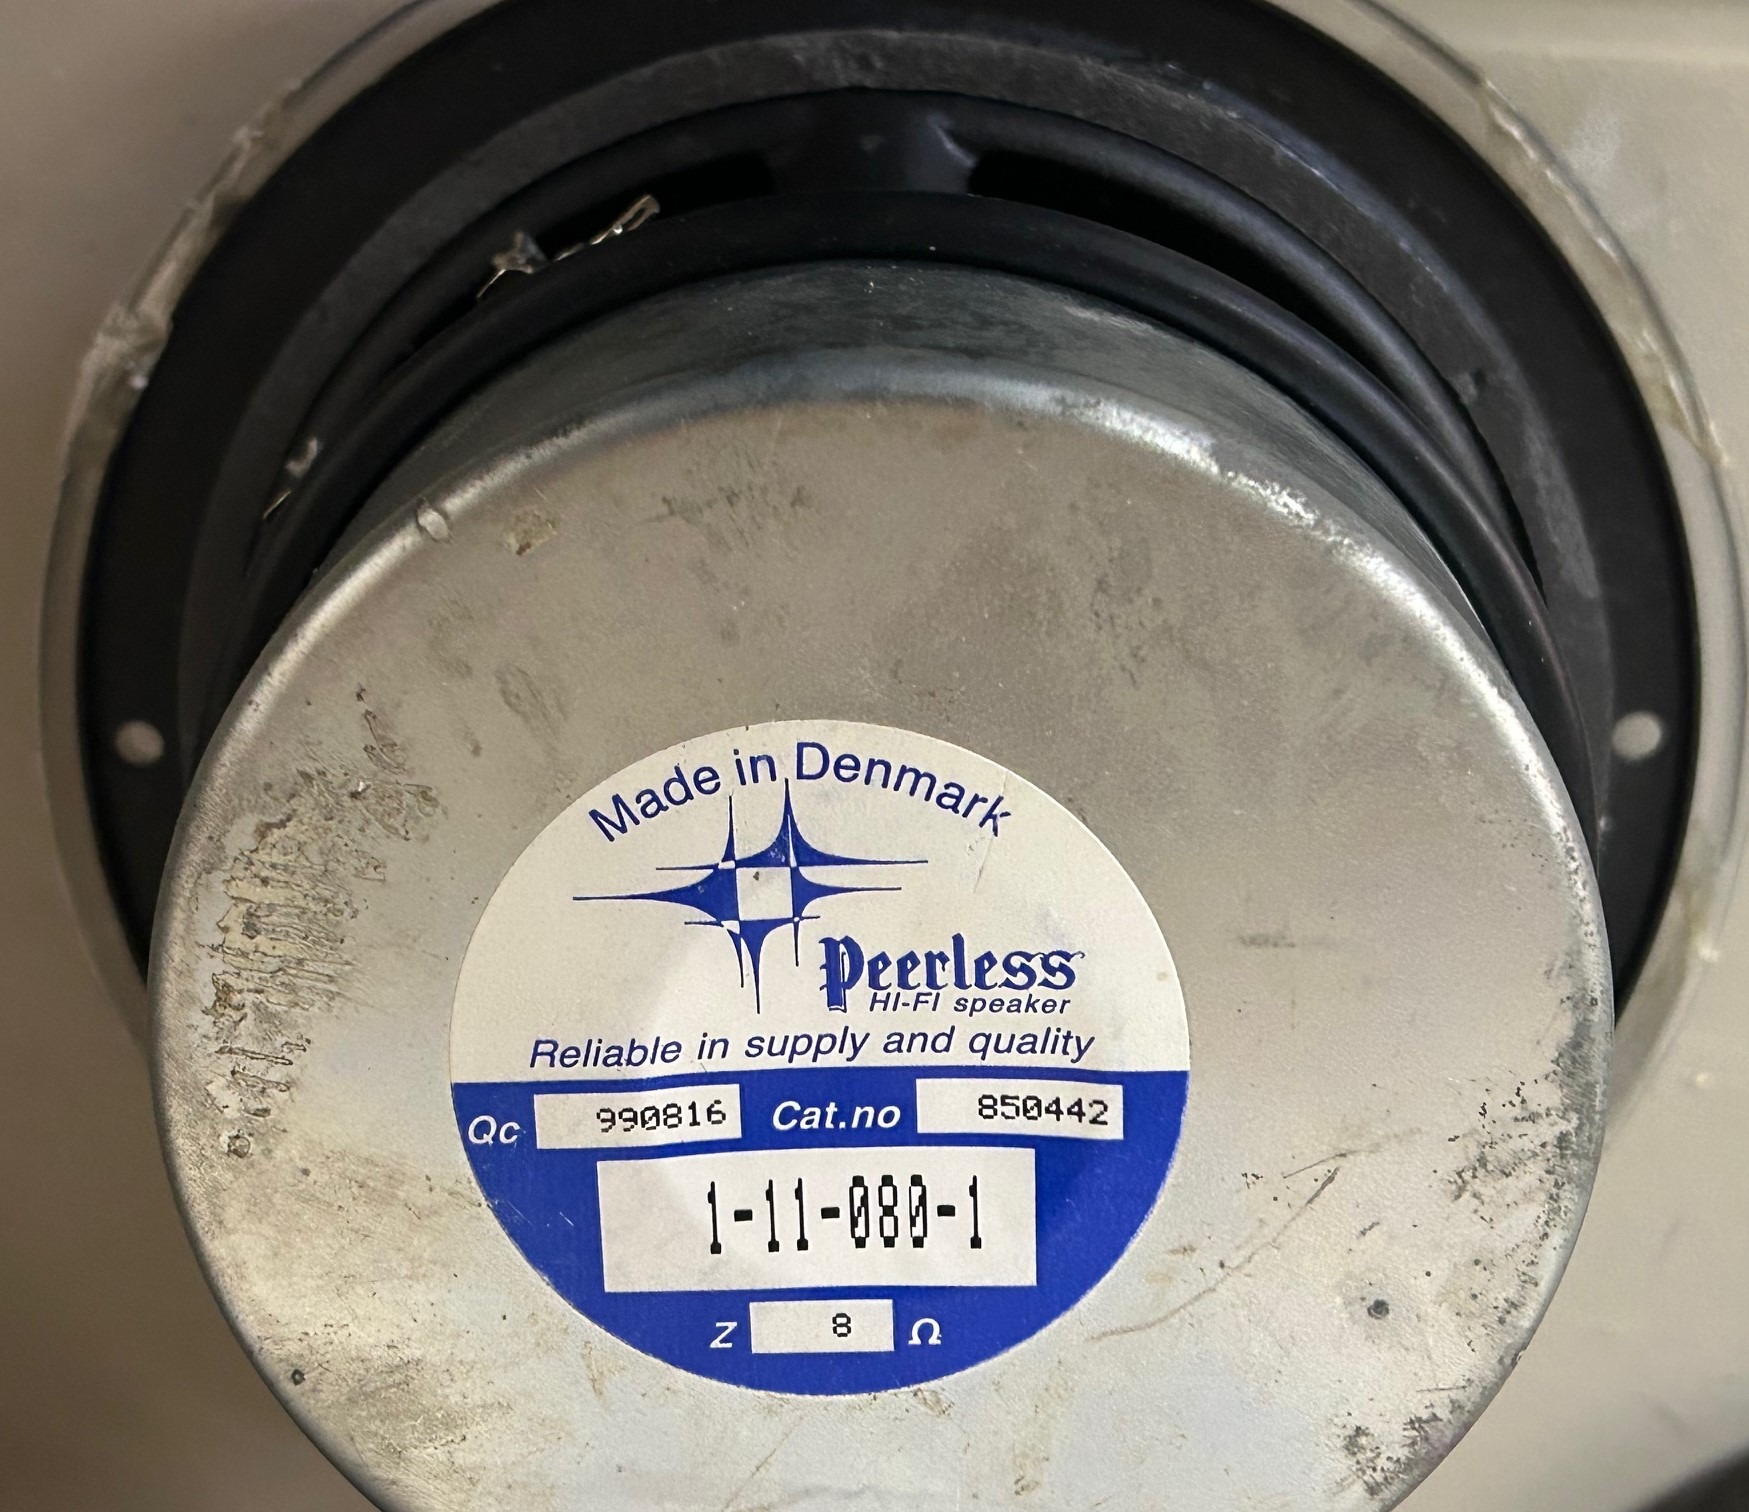 Made in Denmark
Peerless
HI-FI speaker
Reliable in supply and quality
Qc 990816 Cat.no 850442
1-11-080-1
Z 8 Ω